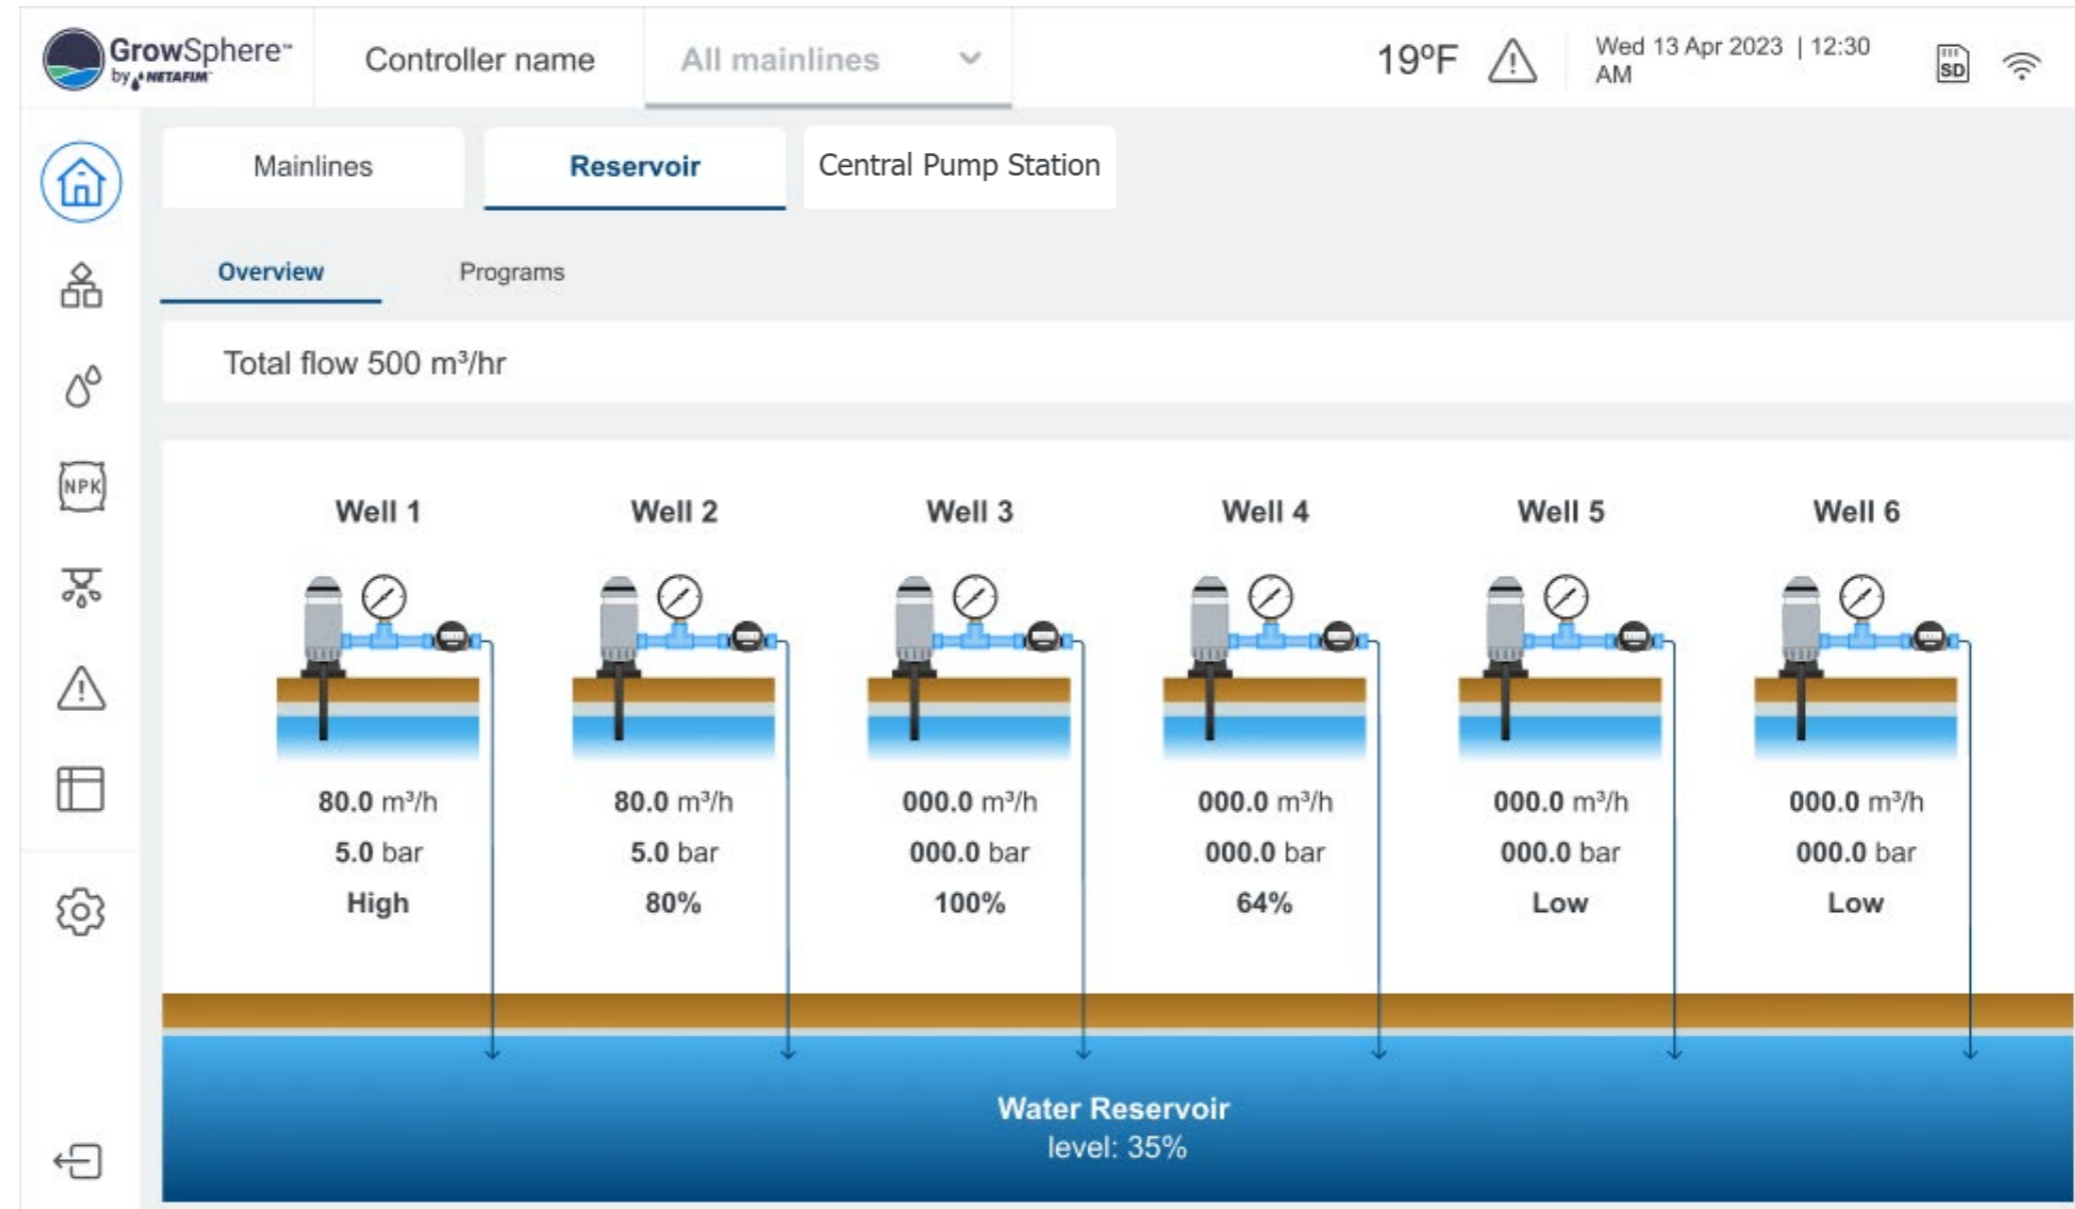 GrowSphere™
by NETAFIM™
Controller name
All mainlines
19ºF
Wed 13 Apr 2023 | 12:30
AM
SD
Mainlines
Reservoir
Central Pump Station
Overview
Programs
Total flow 500 m³/hr
NPK
Well 1
Well 2
Well 3
Well 4
Well 5
Well 6
80.0 m³/h
80.0 m³/h
000.0 m³/h
000.0 m³/h
000.0 m³/h
000.0 m³/h
5.0 bar
5.0 bar
000.0 bar
000.0 bar
000.0 bar
000.0 bar
High
80%
100%
64%
Low
Low
Water Reservoir
level: 35%